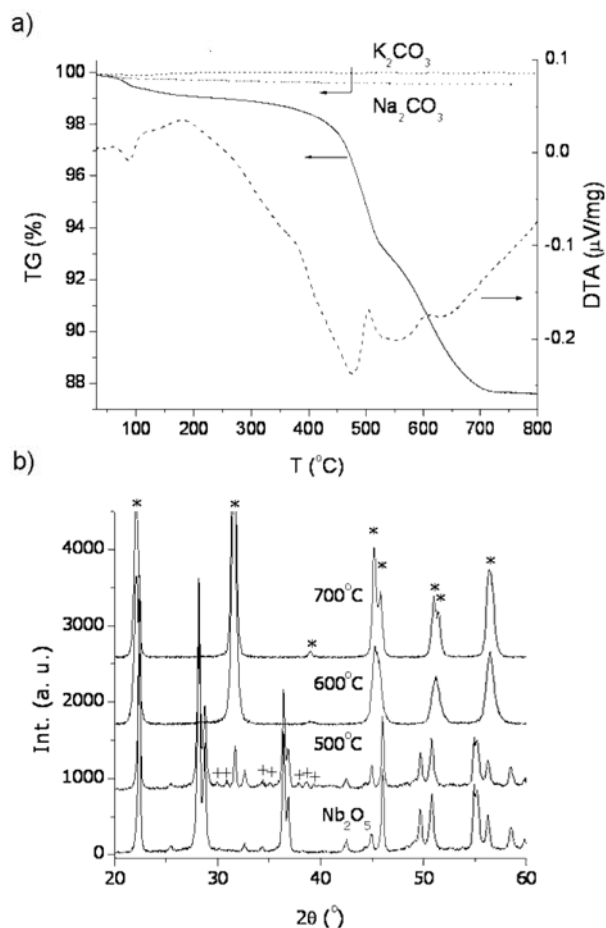 a)
K₂CO₃
Na₂CO₃
100
98
96
94
92
90
88
TG (%)
0.1
0.0
-0.1
-0.2
DTA (μV/mg)
100 200 300 400 500 600 700 800
T (°C)
b)
4000
3000
2000
1000
0
Int. (a. u.)
* * * * * * * *
700°C
600°C
500°C
+ + + + + + +
Nb₂O₅
20 30 40 50 60
2θ (°)